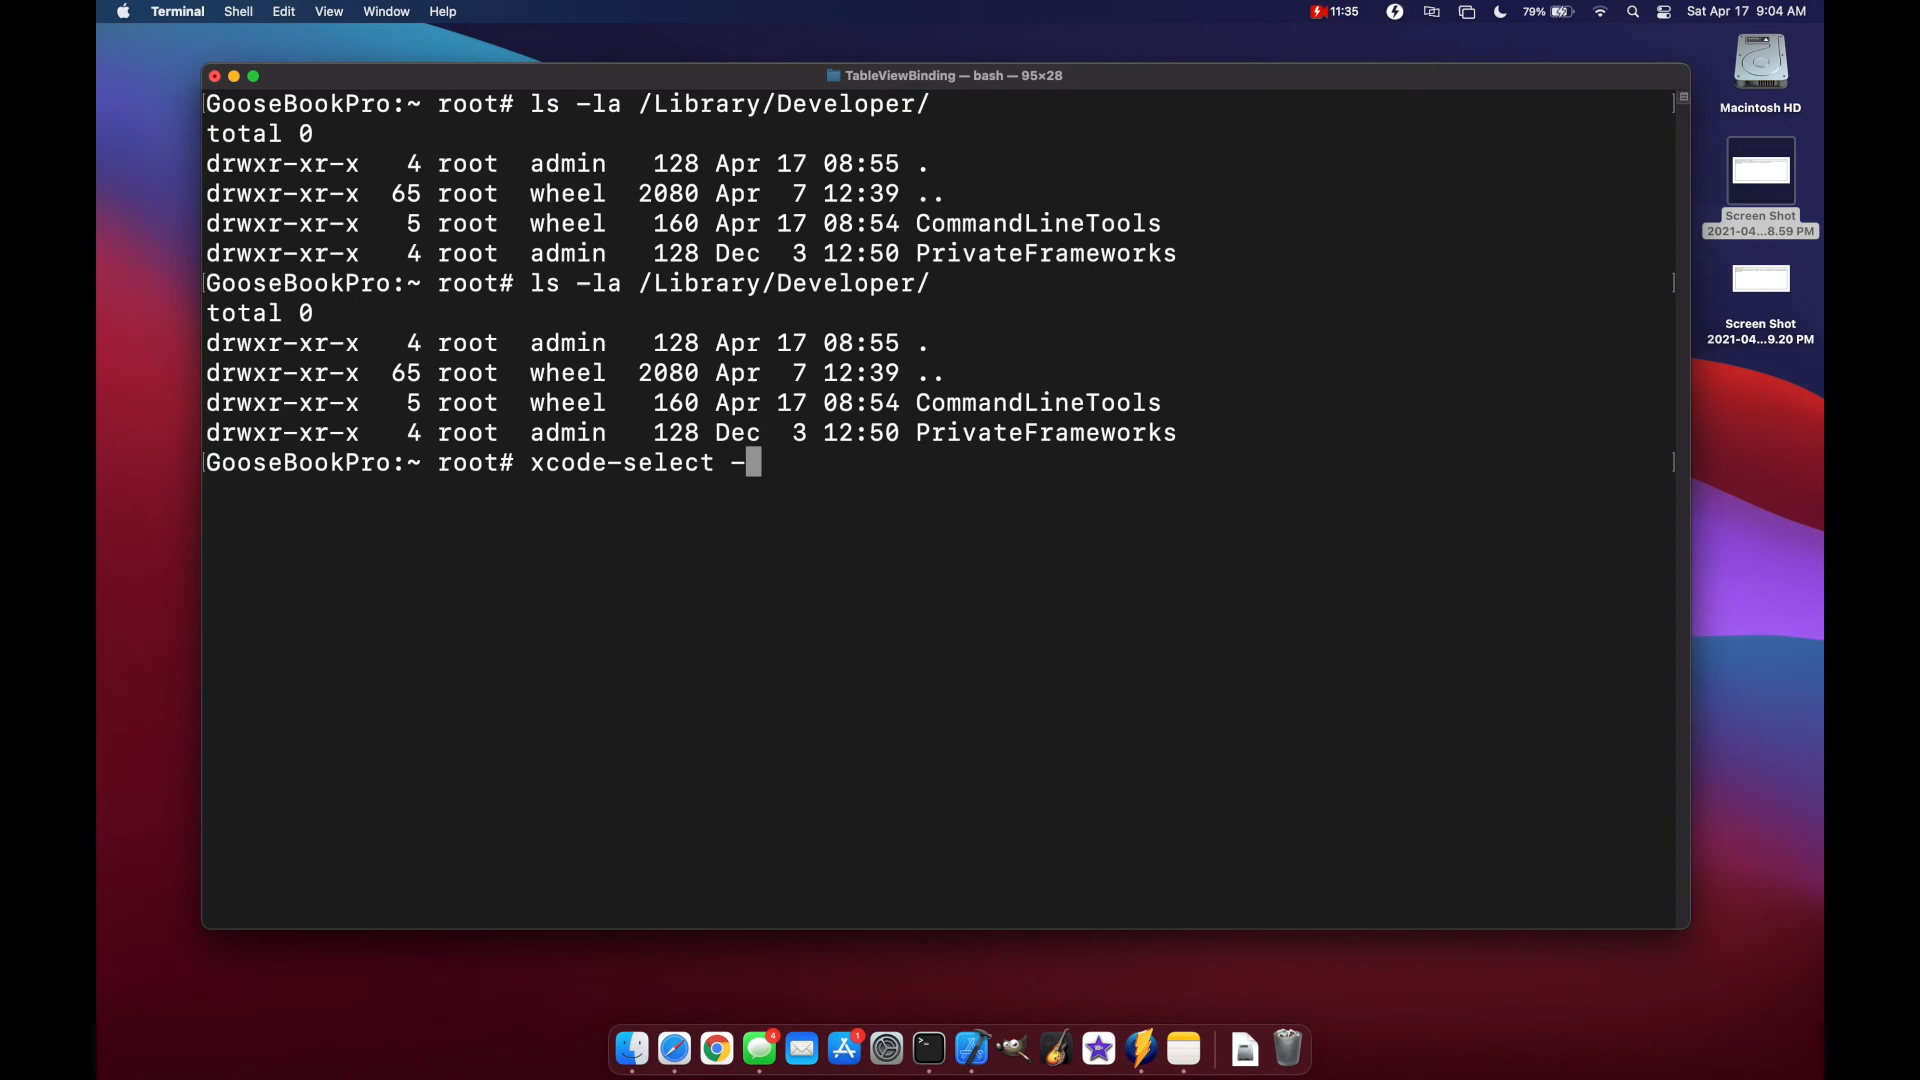 Terminal Shell Edit View Window Help 11:35 79% Sat Apr 17 9:04 AM
TableViewBinding — bash — 95×28
GooseBookPro:~ root# ls -la /Library/Developer/
total 0
drwxr-xr-x 4 root admin 128 Apr 17 08:55 .
drwxr-xr-x 65 root wheel 2080 Apr 7 12:39 ..
drwxr-xr-x 5 root wheel 160 Apr 17 08:54 CommandLineTools
drwxr-xr-x 4 root admin 128 Dec 3 12:50 PrivateFrameworks
GooseBookPro:~ root# ls -la /Library/Developer/
total 0
drwxr-xr-x 4 root admin 128 Apr 17 08:55 .
drwxr-xr-x 65 root wheel 2080 Apr 7 12:39 ..
drwxr-xr-x 5 root wheel 160 Apr 17 08:54 CommandLineTools
drwxr-xr-x 4 root admin 128 Dec 3 12:50 PrivateFrameworks
GooseBookPro:~ root# xcode-select -
Macintosh HD
Screen Shot
2021-04...8.59 PM
Screen Shot
2021-04...9.20 PM
4
1